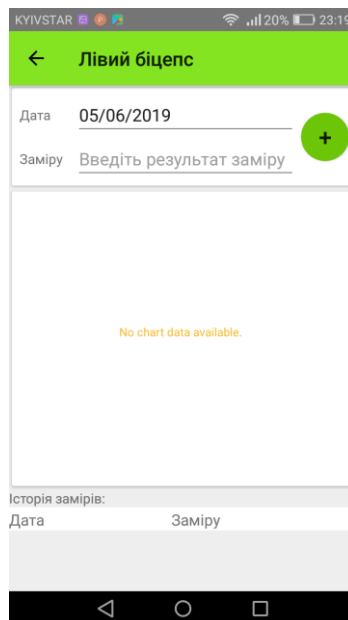 KYIVSTAR 20% 23:19
Лівий біцепс
Дата 05/06/2019
+
Заміру Введіть результат заміру
No chart data available.
Історія замірів:
Дата Заміру